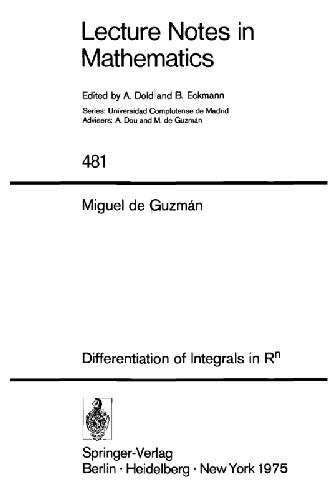 Lecture Notes in
Mathematics
Edited by A. Dold and B. Eckmann
Series: Universidad Complutense de Madrid
Advisers: A. Dou and M. de Guzmán
481
Miguel de Guzmán
Differentiation of Integrals in Rⁿ
Springer-Verlag
Berlin · Heidelberg · New York 1975